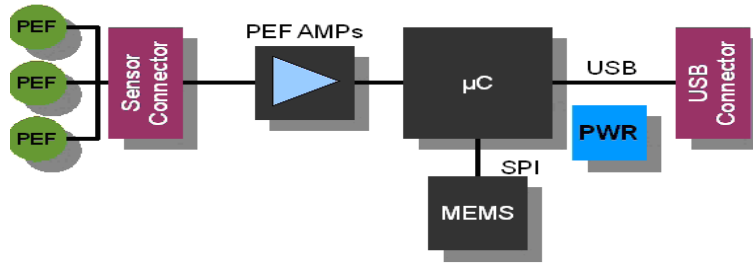 PEF
PEF
PEF
Sensor
Connector
PEF AMPs
µC
USB
USB
Connector
PWR
SPI
MEMS